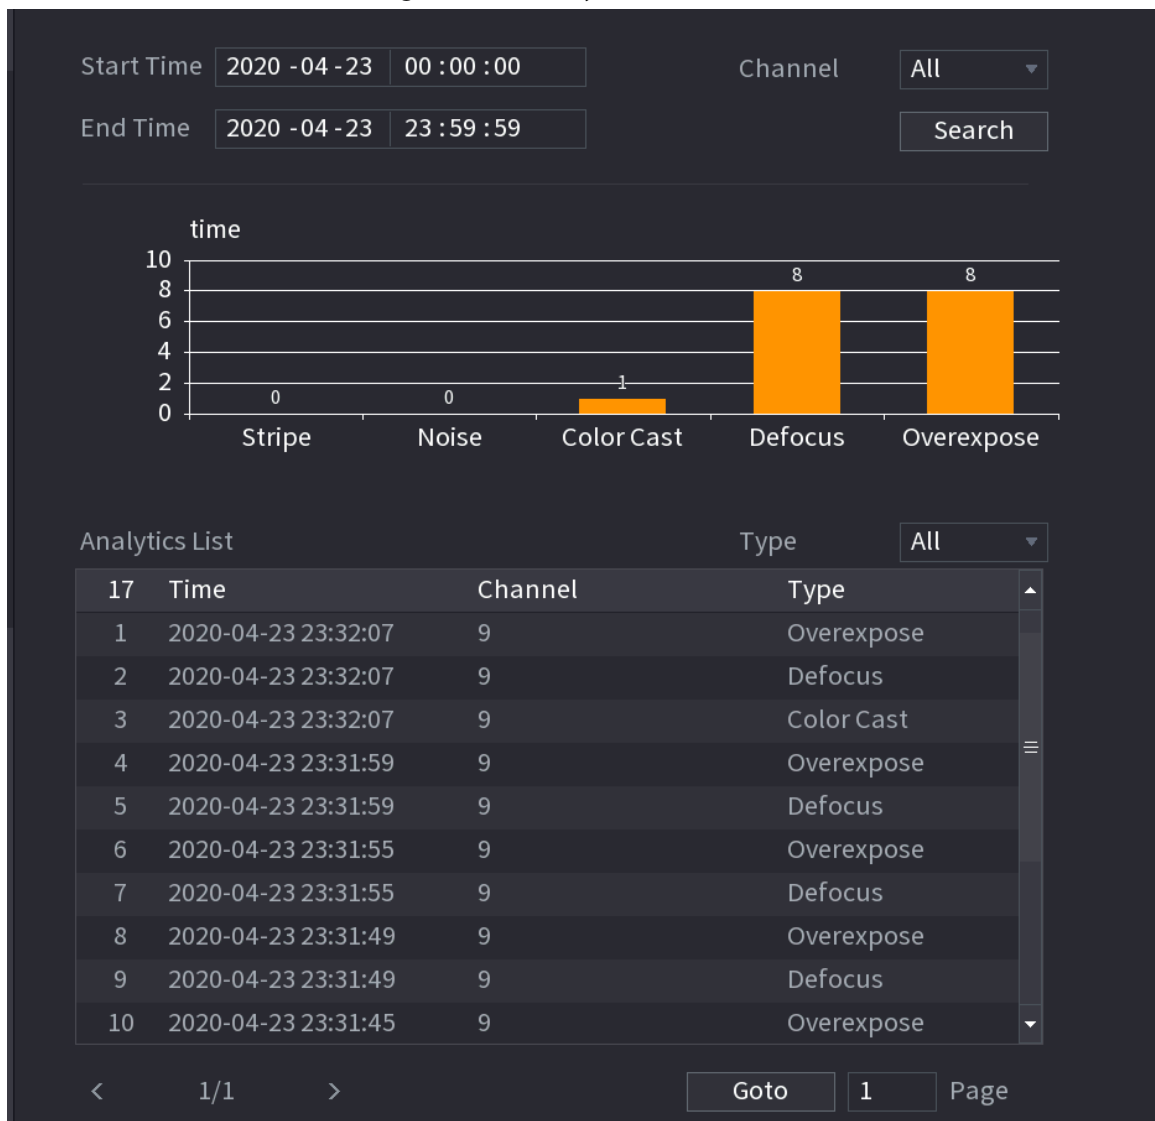 Start Time 2020 -04 -23 00 : 00 : 00 Channel All
End Time 2020 -04 -23 23 : 59 : 59 Search
time
10
8
6
4
2
0
0 0 1 8 8
Stripe Noise Color Cast Defocus Overexpose
Analytics List Type All
17 Time Channel Type
1 2020-04-23 23:32:07 9 Overexpose
2 2020-04-23 23:32:07 9 Defocus
3 2020-04-23 23:32:07 9 Color Cast
4 2020-04-23 23:31:59 9 Overexpose
5 2020-04-23 23:31:59 9 Defocus
6 2020-04-23 23:31:55 9 Overexpose
7 2020-04-23 23:31:55 9 Defocus
8 2020-04-23 23:31:49 9 Overexpose
9 2020-04-23 23:31:49 9 Defocus
10 2020-04-23 23:31:45 9 Overexpose
< 1/1 > Goto 1 Page